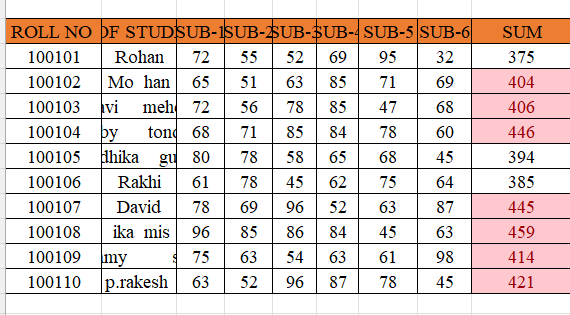 ROLL NO OF STUD SUB-1 SUB-2 SUB-3 SUB-4 SUB-5 SUB-6 SUM
100101 Rohan 72 55 52 69 95 32 375
100102 Mo han 65 51 63 85 71 69 404
100103 avi meh 72 56 78 85 47 68 406
100104 by ton 68 71 85 84 78 60 446
100105 dhika gu 80 78 58 65 68 45 394
100106 Rakhi 61 78 45 62 75 64 385
100107 David 78 69 96 52 63 87 445
100108 ika mis 96 85 86 84 45 63 459
100109 my s 75 63 54 63 61 98 414
100110 p.rakesh 63 52 96 87 78 45 421